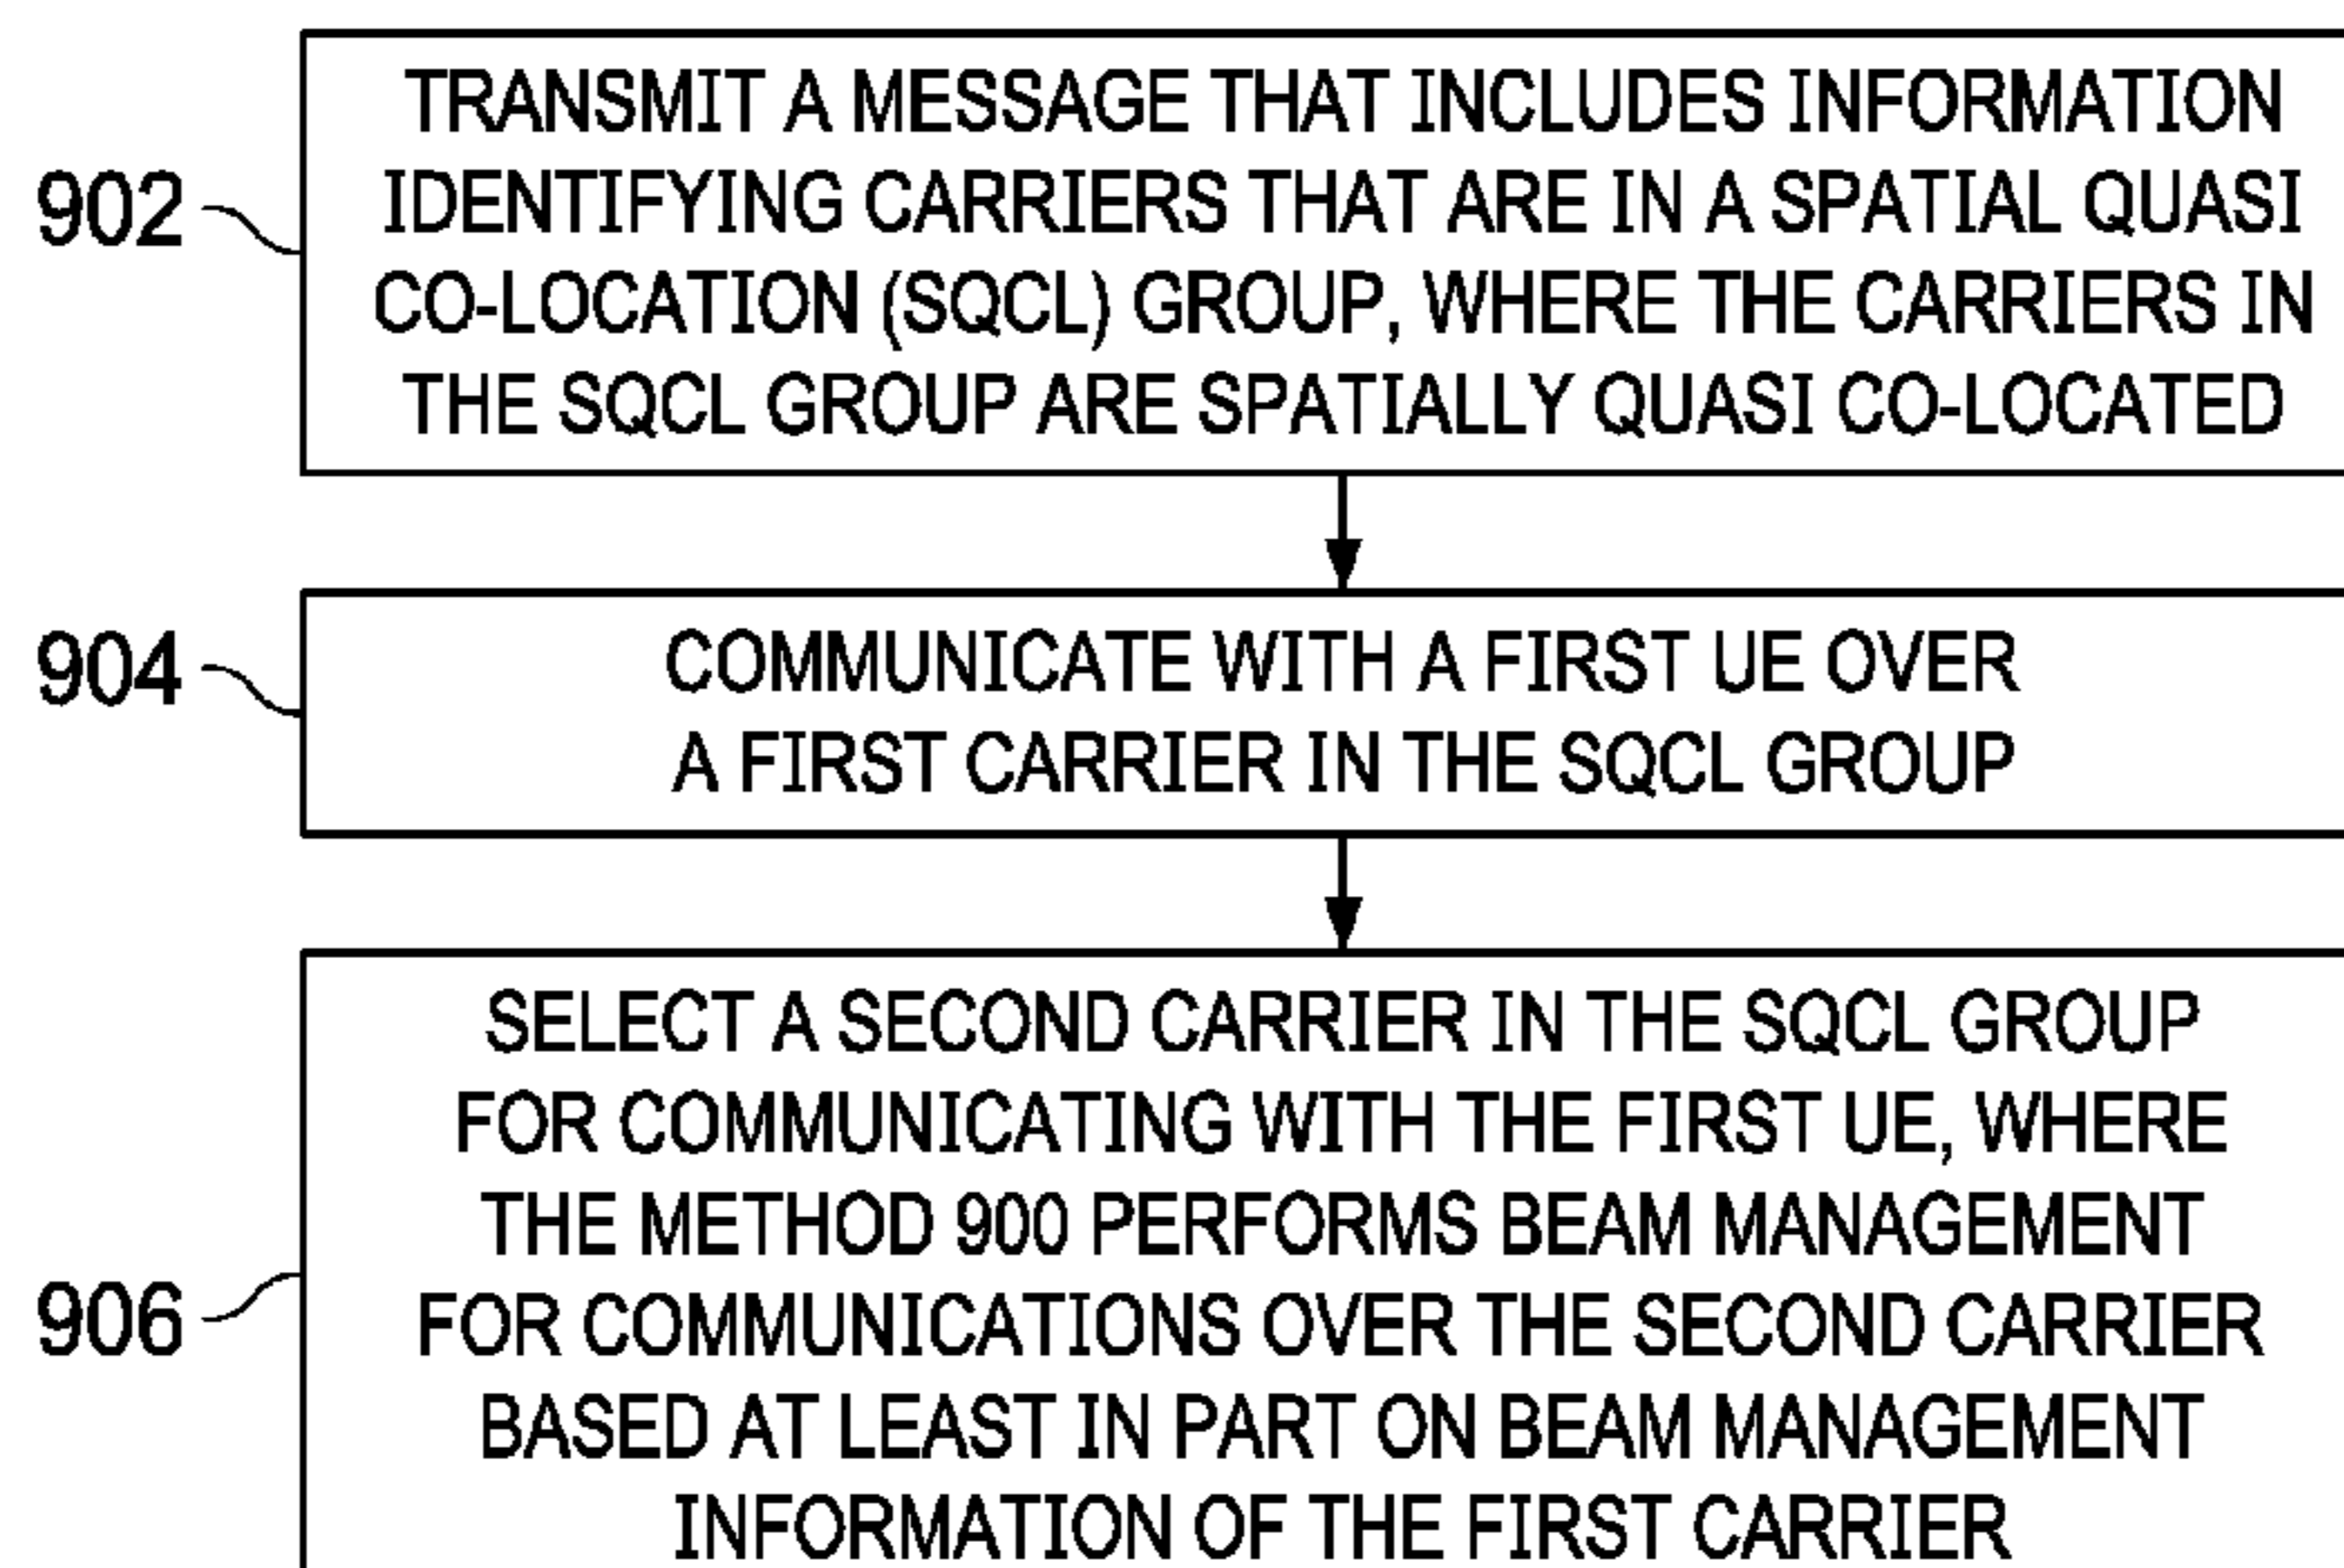 TRANSMIT A MESSAGE THAT INCLUDES INFORMATION
IDENTIFYING CARRIERS THAT ARE IN A SPATIAL QUASI
CO-LOCATION (SQCL) GROUP, WHERE THE CARRIERS IN
THE SQCL GROUP ARE SPATIALLY QUASI CO-LOCATED
902
COMMUNICATE WITH A FIRST UE OVER
A FIRST CARRIER IN THE SQCL GROUP
904
SELECT A SECOND CARRIER IN THE SQCL GROUP
FOR COMMUNICATING WITH THE FIRST UE, WHERE
THE METHOD 900 PERFORMS BEAM MANAGEMENT
FOR COMMUNICATIONS OVER THE SECOND CARRIER
BASED AT LEAST IN PART ON BEAM MANAGEMENT
INFORMATION OF THE FIRST CARRIER
906